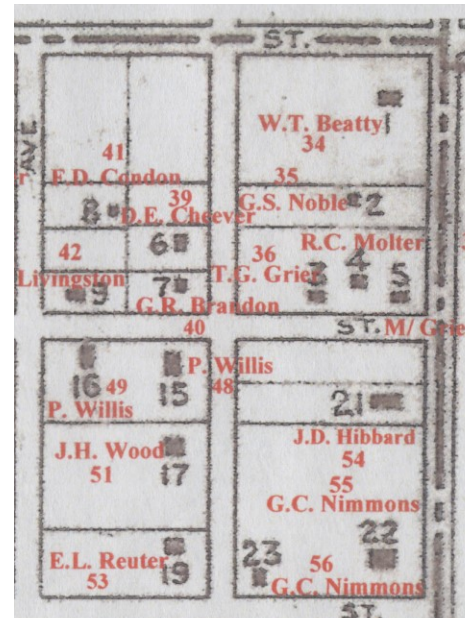 ST.
AVE
W.T. Beatty
34
41
E.D. Condon
35
39
8
D.E. Cheever
G.S. Noble
2
6
R.C. Molter
42
36
4
Livingston
T.G. Grier
9
7
3
5
G.R. Brandon
40
ST.
M/ Grie
P. Willis
16
49
15
48
P. Willis
21
J.H. Wood
51
17
J.D. Hibbard
54
55
G.C. Nimmons
22
E.L. Reuter
53
19
23
56
G.C. Nimmons
ST.